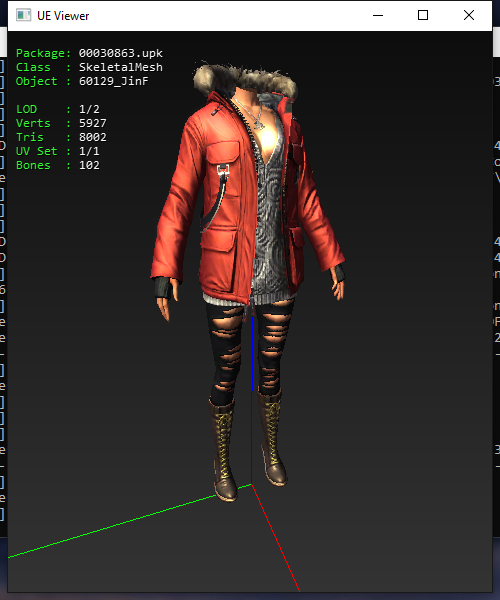 UE Viewer
Package: 00030863.upk
Class : SkeletalMesh
Object : 60129_JinF
LOD : 1/2
Verts : 5927
Tris : 8002
UV Set : 1/1
Bones : 102